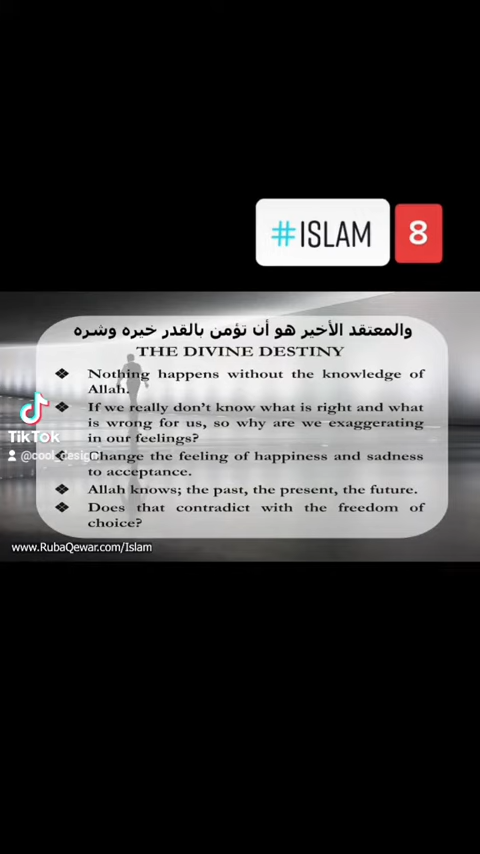 #ISLAM 8
والمعتقد الأخير هو أن تؤمن بالقدر خيره وشره
THE DIVINE DESTINY
❖ Nothing happens without the knowledge of
Allah.
❖ If we really don't know what is right and what
is wrong for us, so why are we exaggerating
in our feelings?
❖ Change the feeling of happiness and sadness
to acceptance.
❖ Allah knows; the past, the present, the future.
❖ Does that contradict with the freedom of
choice?
TikTok
@cool_design
www.RubaQewar.com/Islam